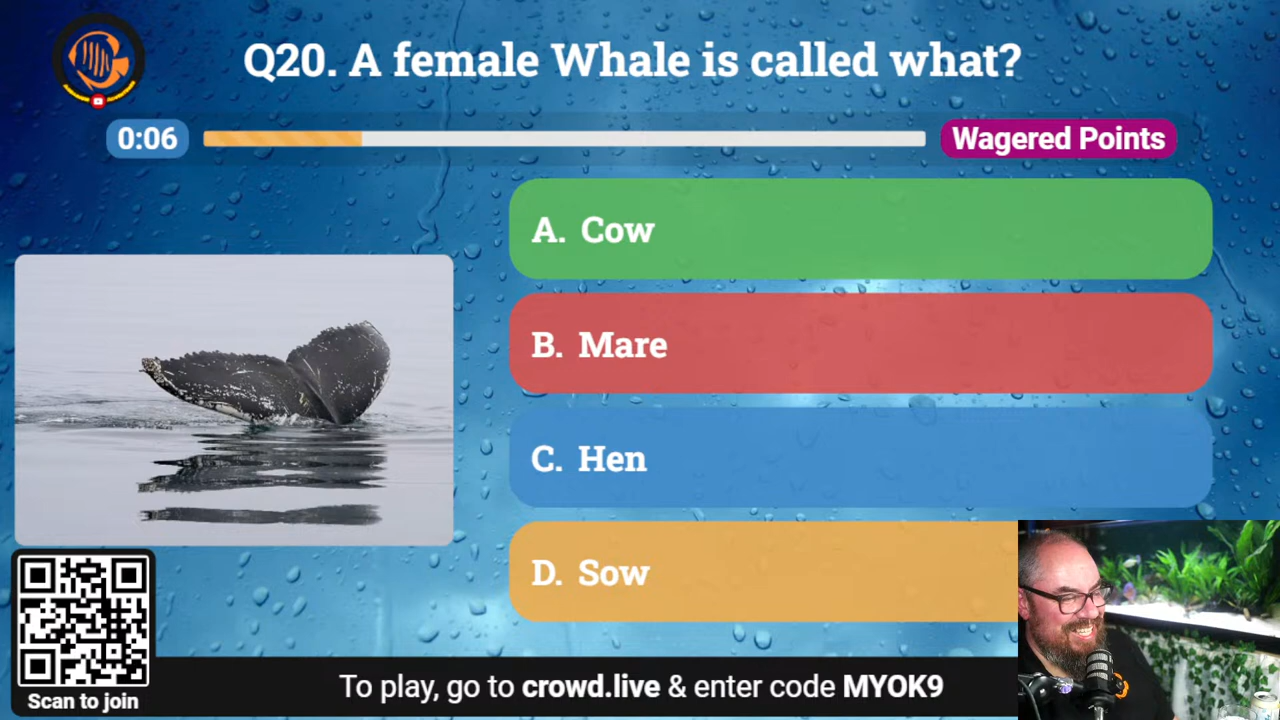 Q20. A female Whale is called what?
0:06
Wagered Points
A. Cow
B. Mare
C. Hen
D. Sow
Scan to join
To play, go to crowd.live & enter code MYOK9